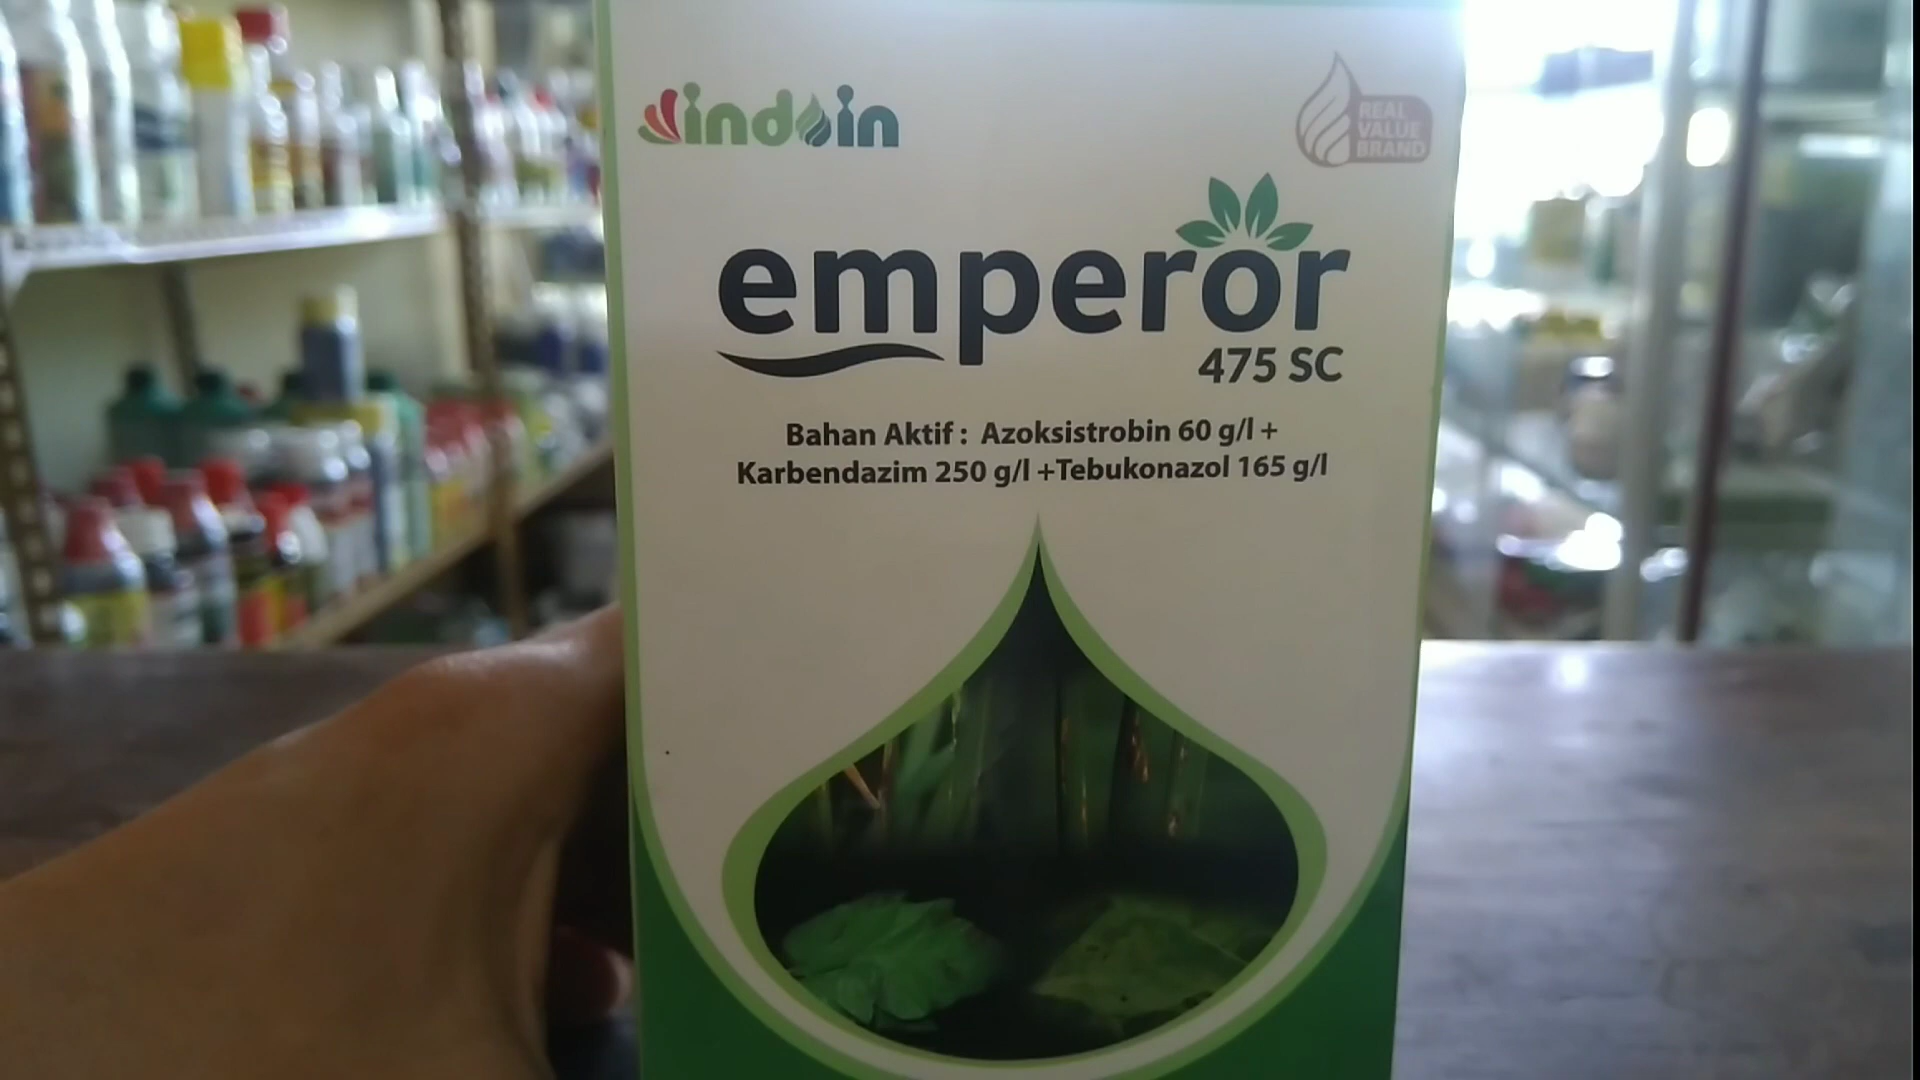 indoin
REAL
VALUE
BRAND
emperor
475 SC
Bahan Aktif : Azoksistrobin 60 g/l +
Karbendazim 250 g/l +Tebukonazol 165 g/l